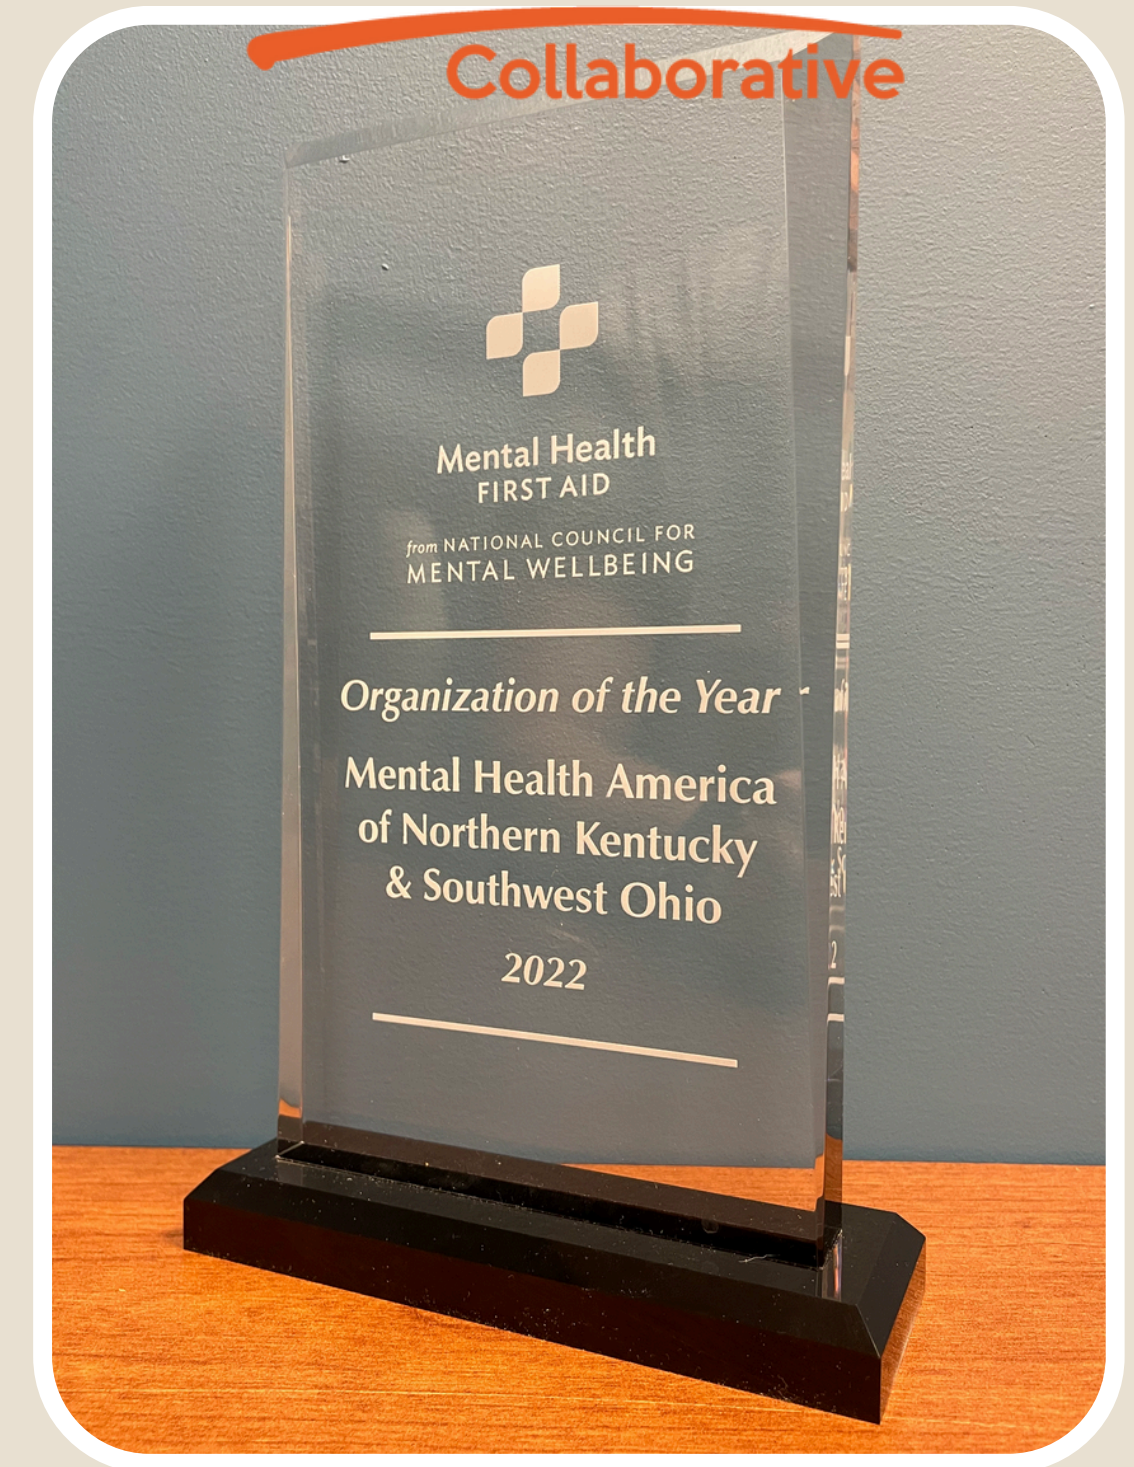 Collaborative
Mental Health
FIRST AID
from NATIONAL COUNCIL FOR
MENTAL WELLBEING
Organization of the Year
Mental Health America
of Northern Kentucky
& Southwest Ohio
2022